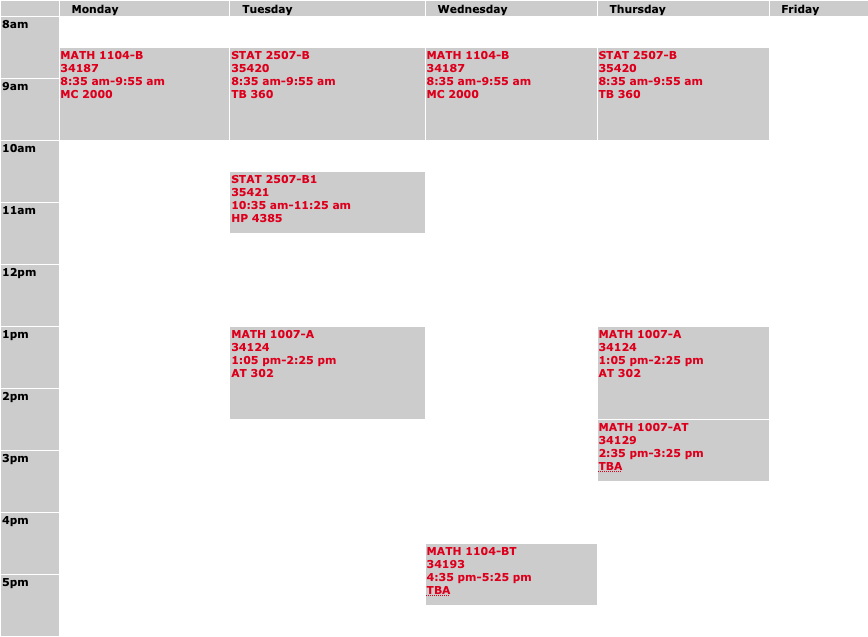 Monday Tuesday Wednesday Thursday Friday
8am
MATH 1104-B
34187
8:35 am-9:55 am
MC 2000
STAT 2507-B
35420
8:35 am-9:55 am
TB 360
MATH 1104-B
34187
8:35 am-9:55 am
MC 2000
STAT 2507-B
35420
8:35 am-9:55 am
TB 360
9am
10am
STAT 2507-B1
35421
10:35 am-11:25 am
HP 4385
11am
12pm
1pm
MATH 1007-A
34124
1:05 pm-2:25 pm
AT 302
MATH 1007-A
34124
1:05 pm-2:25 pm
AT 302
2pm
MATH 1007-AT
34129
2:35 pm-3:25 pm
TBA
3pm
4pm
MATH 1104-BT
34193
4:35 pm-5:25 pm
TBA
5pm